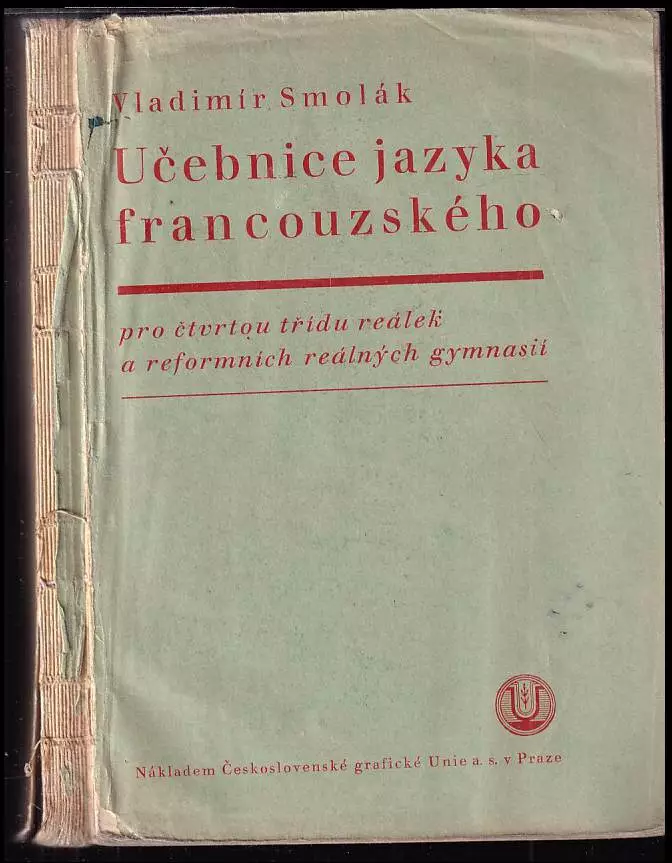 Vladimír Smolák
Učebnice jazyka
francouzského
pro čtvrtou třídu reálek
a reformních reálných gymnasií
U
Nákladem Československé grafické Unie a. s. v Praze